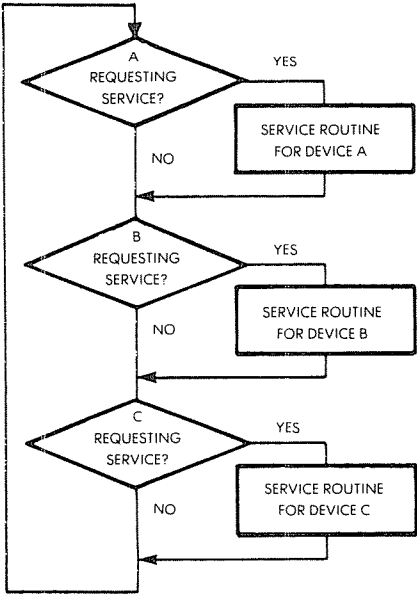 A
REQUESTING
SERVICE?
YES
SERVICE ROUTINE
FOR DEVICE A
NO
B
REQUESTING
SERVICE?
YES
SERVICE ROUTINE
FOR DEVICE B
NO
C
REQUESTING
SERVICE?
YES
SERVICE ROUTINE
FOR DEVICE C
NO